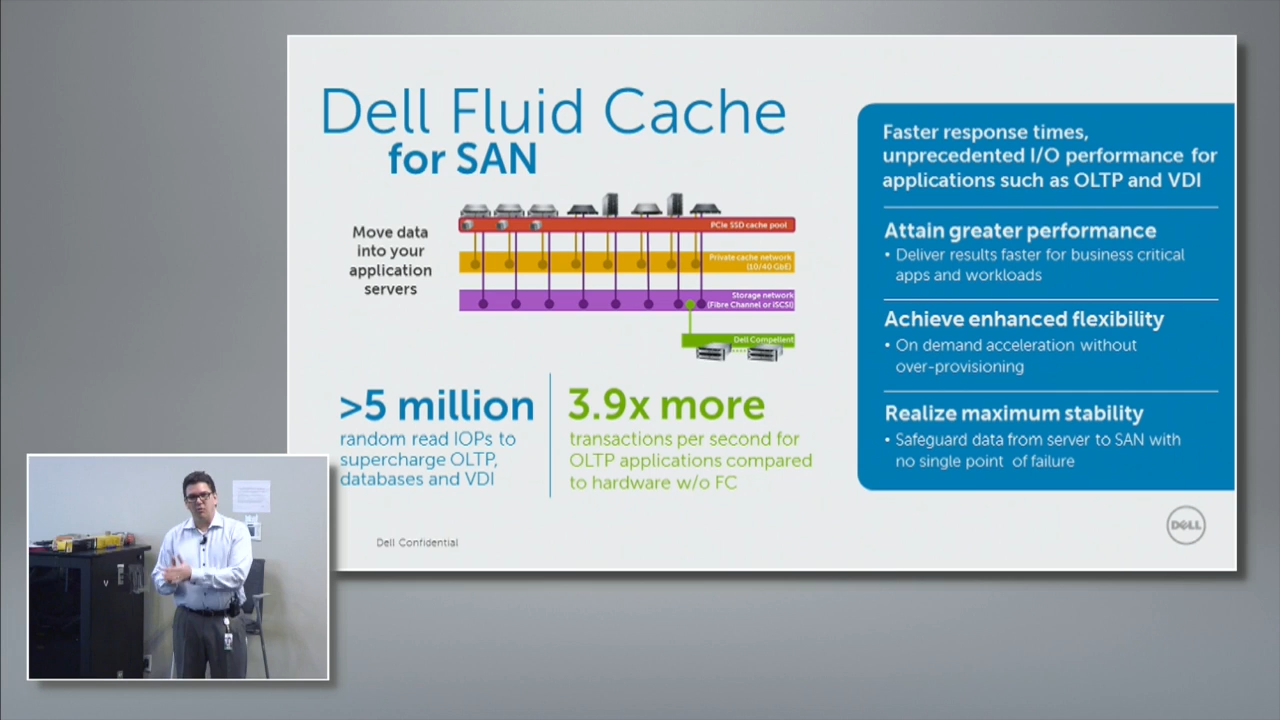 Dell Fluid Cache
for SAN
Move data
into your
application
servers
PCIe SSD cache pool
Private cache network
(10/40 GbE)
Storage network
(Fibre Channel or iSCSI)
Dell Compellent
>5 million
random read IOPs to
supercharge OLTP,
databases and VDI
3.9x more
transactions per second for
OLTP applications compared
to hardware w/o FC
Faster response times,
unprecedented I/O performance for
applications such as OLTP and VDI
Attain greater performance
• Deliver results faster for business critical
apps and workloads
Achieve enhanced flexibility
• On demand acceleration without
over-provisioning
Realize maximum stability
• Safeguard data from server to SAN with
no single point of failure
Dell Confidential
DELL